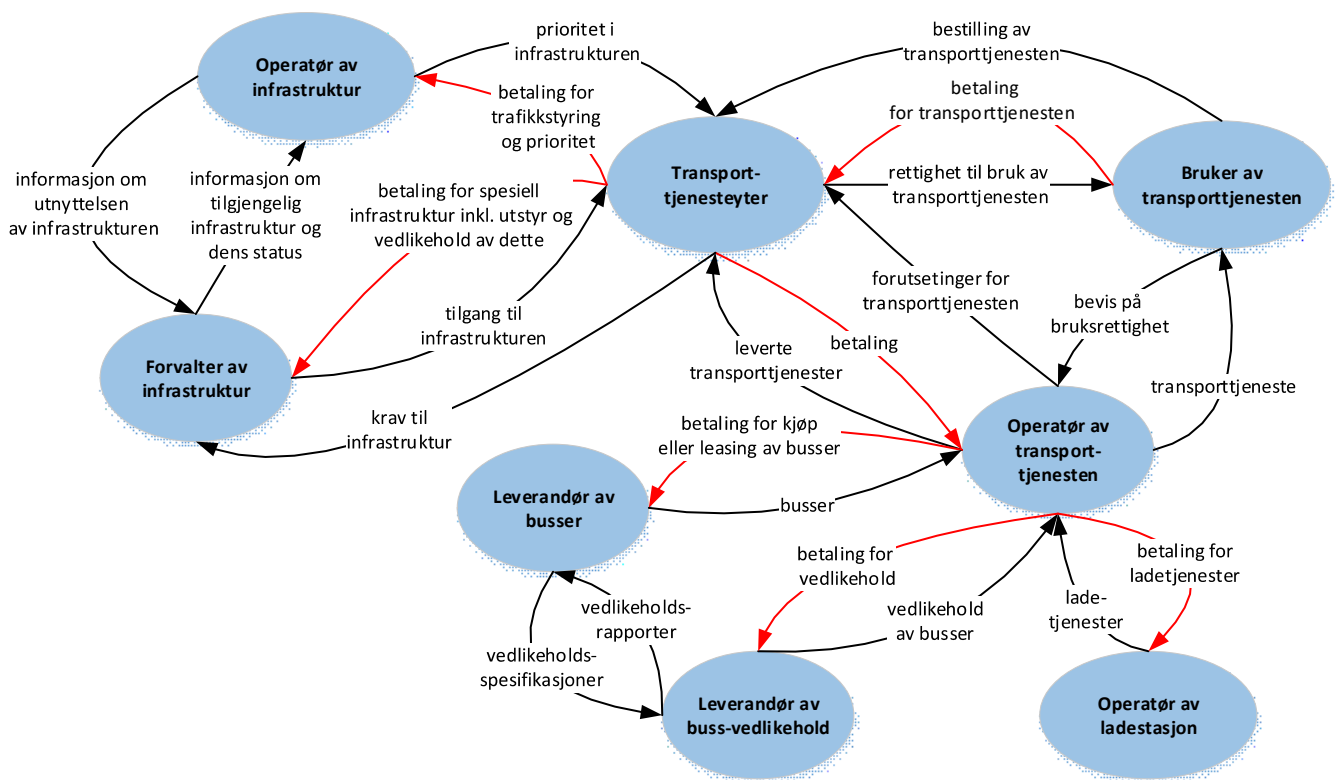 prioritet i
infrastrukturen
bestilling av
transporttjenesten
Operatør av
infrastruktur
betaling for
trafikkstyring
og prioritet
betaling
for transporttjenesten
informasjon om
utnyttelsen
av infrastrukturen
informasjon om
tilgjengelig
infrastruktur og
dens status
betaling for spesiell
infrastruktur inkl. utstyr og
vedlikehold av dette
Transport-
tjenesteyter
rettighet til bruk av
transporttjenesten
Bruker av
transporttjenesten
forutsetinger for
transporttjenesten
bevis på
bruksrettighet
tilgang til
infrastrukturen
Forvalter av
infrastruktur
leverte
transporttjenester
betaling
transporttjeneste
krav til
infrastruktur
betaling for kjøp
eller leasing av busser
Operatør av
transport-
tjenesten
Leverandør av
busser
busser
betaling for
vedlikehold
betaling for
ladetjenester
vedlikeholds-
rapporter
vedlikehold
av busser
lade-
tjenester
vedlikeholds-
spesifikasjoner
Leverandør av
buss-vedlikehold
Operatør av
ladestasjon